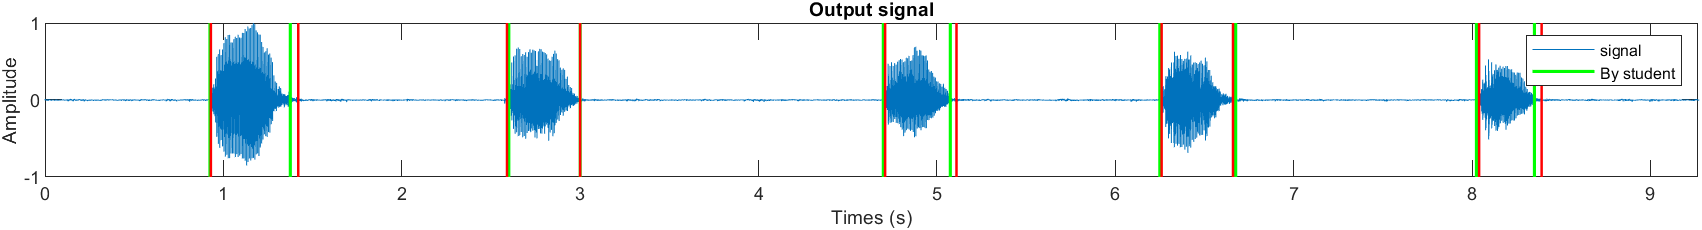 Output signal
Amplitude
1
0
-1
signal
By student
0 1 2 3 4 5 6 7 8 9
Times (s)